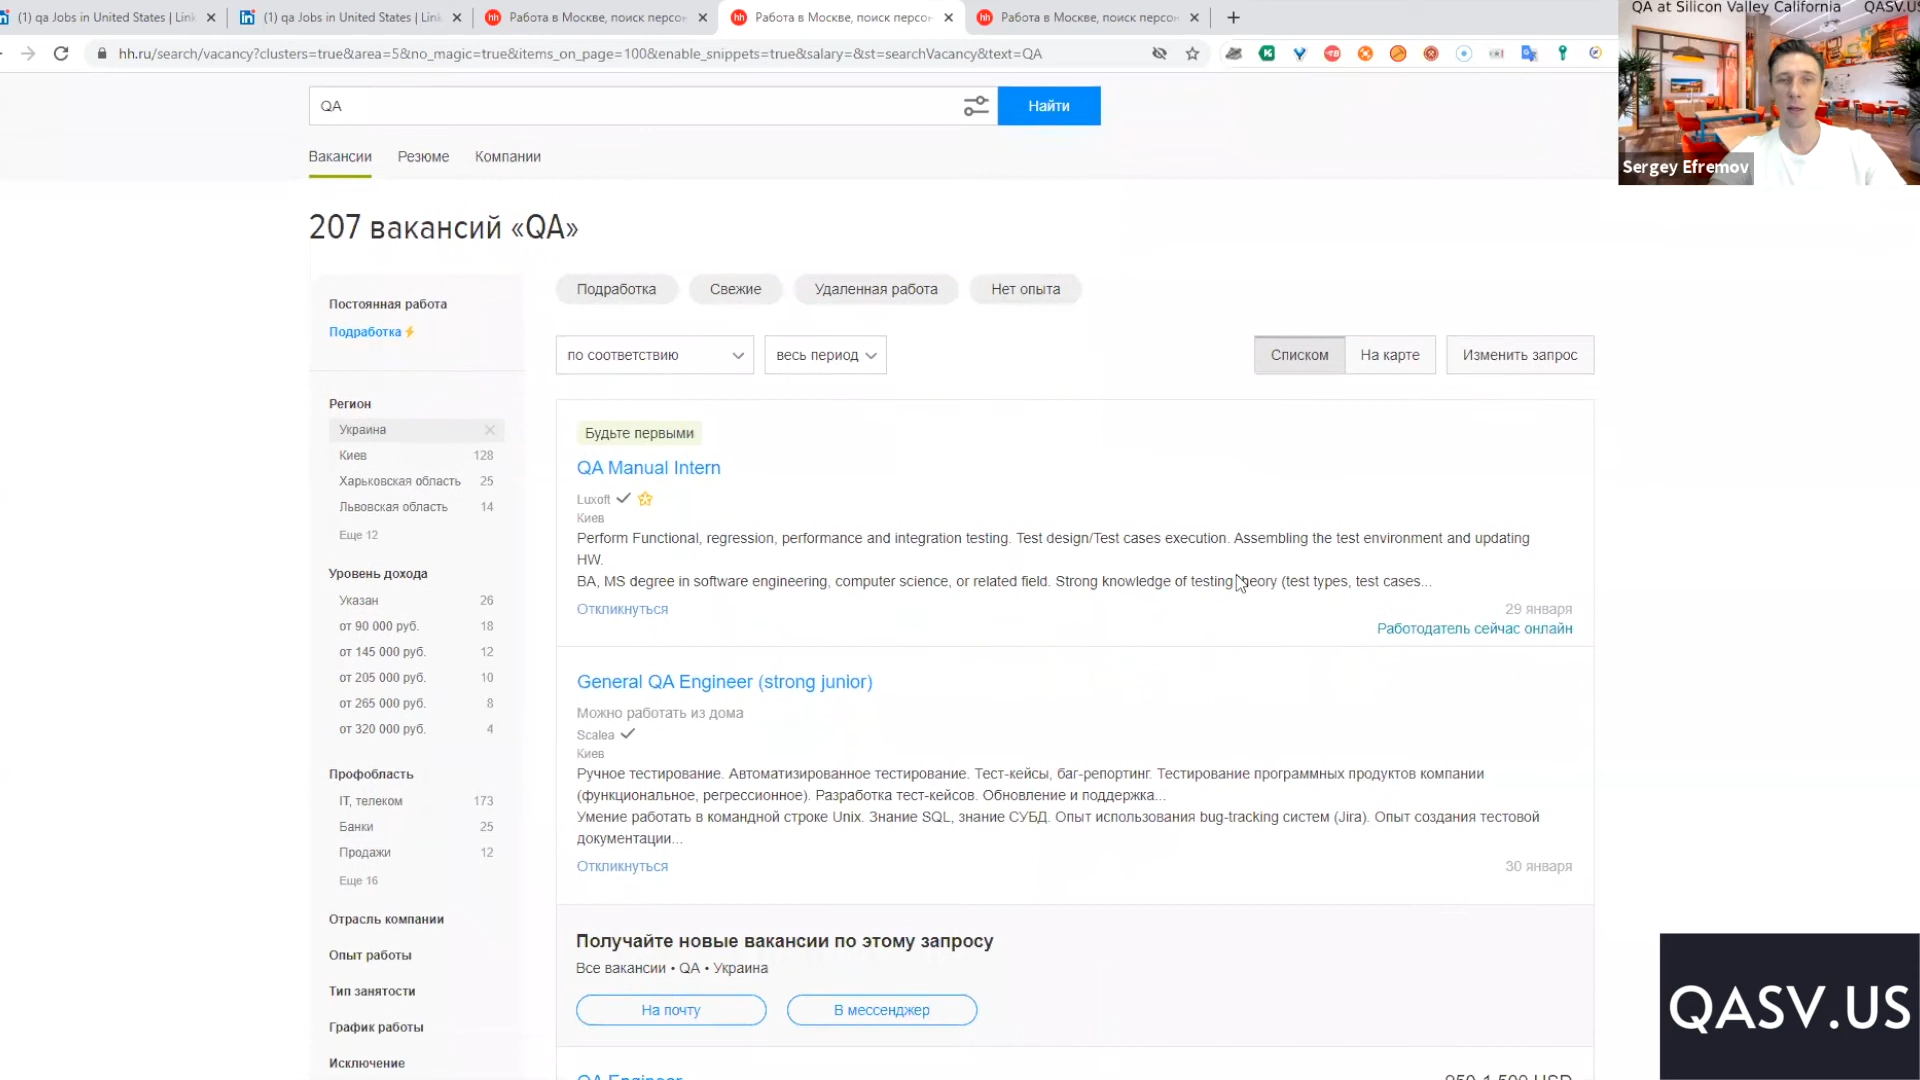 (1) qa Jobs in United States | Link
(1) qa Jobs in United States | Link
Работа в Москве, поиск персон
Работа в Москве, поиск персо
Работа в Москве, поиск персон
hh.ru/search/vacancy?clusters=true&area=5&no_magic=true&items_on_page=100&enable_snippets=true&salary=&st=searchVacancy&text=QA
QA at Silicon Valley California QASV.US
Sergey Efremov
QA
Найти
Вакансии Резюме Компании
207 вакансий «QA»
Постоянная работа
Подработка
Регион
Украина
Киев 128
Харьковская область 25
Львовская область 14
Еще 12
Уровень дохода
Указан 26
от 90 000 руб. 18
от 145 000 руб. 12
от 205 000 руб. 10
от 265 000 руб. 8
от 320 000 руб. 4
Профобласть
IT, телеком 173
Банки 25
Продажи 12
Еще 16
Отрасль компании
Опыт работы
Тип занятости
График работы
Исключение
Подработка Свежие Удаленная работа Нет опыта
по соответствию весь период Списком На карте Изменить запрос
Будьте первыми
QA Manual Intern
Luxoft
Киев
Perform Functional, regression, performance and integration testing. Test design/Test cases execution. Assembling the test environment and updating
HW.
BA, MS degree in software engineering, computer science, or related field. Strong knowledge of testing theory (test types, test cases...
Откликнуться 29 января
Работодатель сейчас онлайн
General QA Engineer (strong junior)
Можно работать из дома
Scalea
Киев
Ручное тестирование. Автоматизированное тестирование. Тест-кейсы, баг-репортинг. Тестирование программных продуктов компании
(функциональное, регрессионное). Разработка тест-кейсов. Обновление и поддержка...
Умение работать в командной строке Unix. Знание SQL, знание СУБД. Опыт использования bug-tracking систем (Jira). Опыт создания тестовой
документации...
Откликнуться 30 января
Получайте новые вакансии по этому запросу
Все вакансии • QA • Украина
На почту В мессенджер
QA Engineer
QASV.US